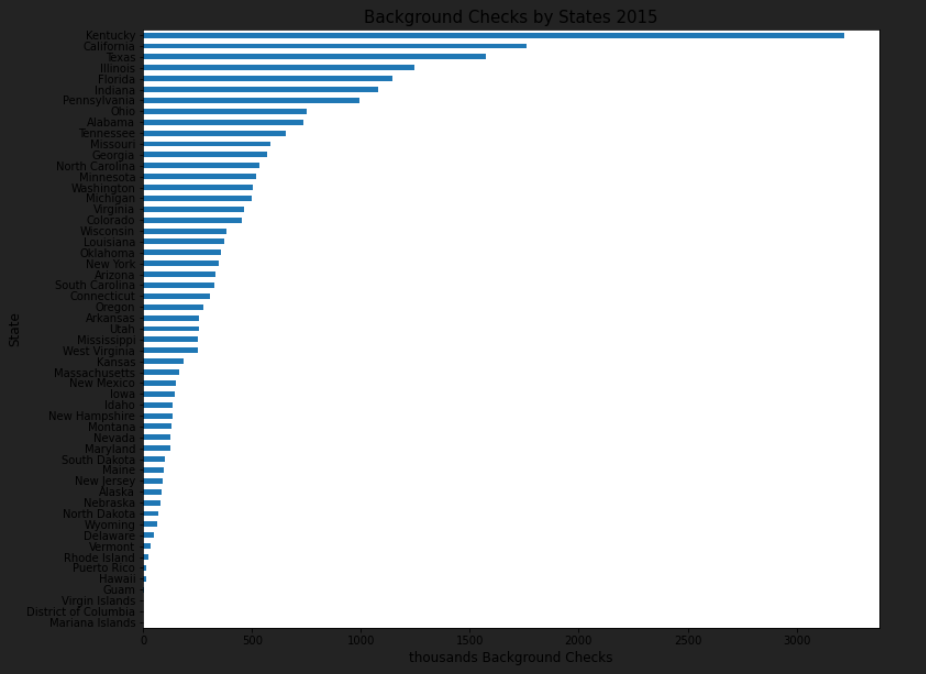 Background Checks by States 2015
Kentucky
California
Texas
Illinois
Florida
Indiana
Pennsylvania
Ohio
Alabama
Tennessee
Missouri
Georgia
North Carolina
Minnesota
Washington
Michigan
Virginia
Colorado
Wisconsin
Louisiana
Oklahoma
New York
Arizona
South Carolina
Connecticut
Oregon
Arkansas
Utah
Mississippi
West Virginia
Kansas
Massachusetts
New Mexico
Iowa
Idaho
New Hampshire
Montana
Nevada
Maryland
South Dakota
Maine
New Jersey
Alaska
Nebraska
North Dakota
Wyoming
Delaware
Vermont
Rhode Island
Puerto Rico
Hawaii
Guam
Virgin Islands
District of Columbia
Mariana Islands
State
0 500 1000 1500 2000 2500 3000
thousands Background Checks